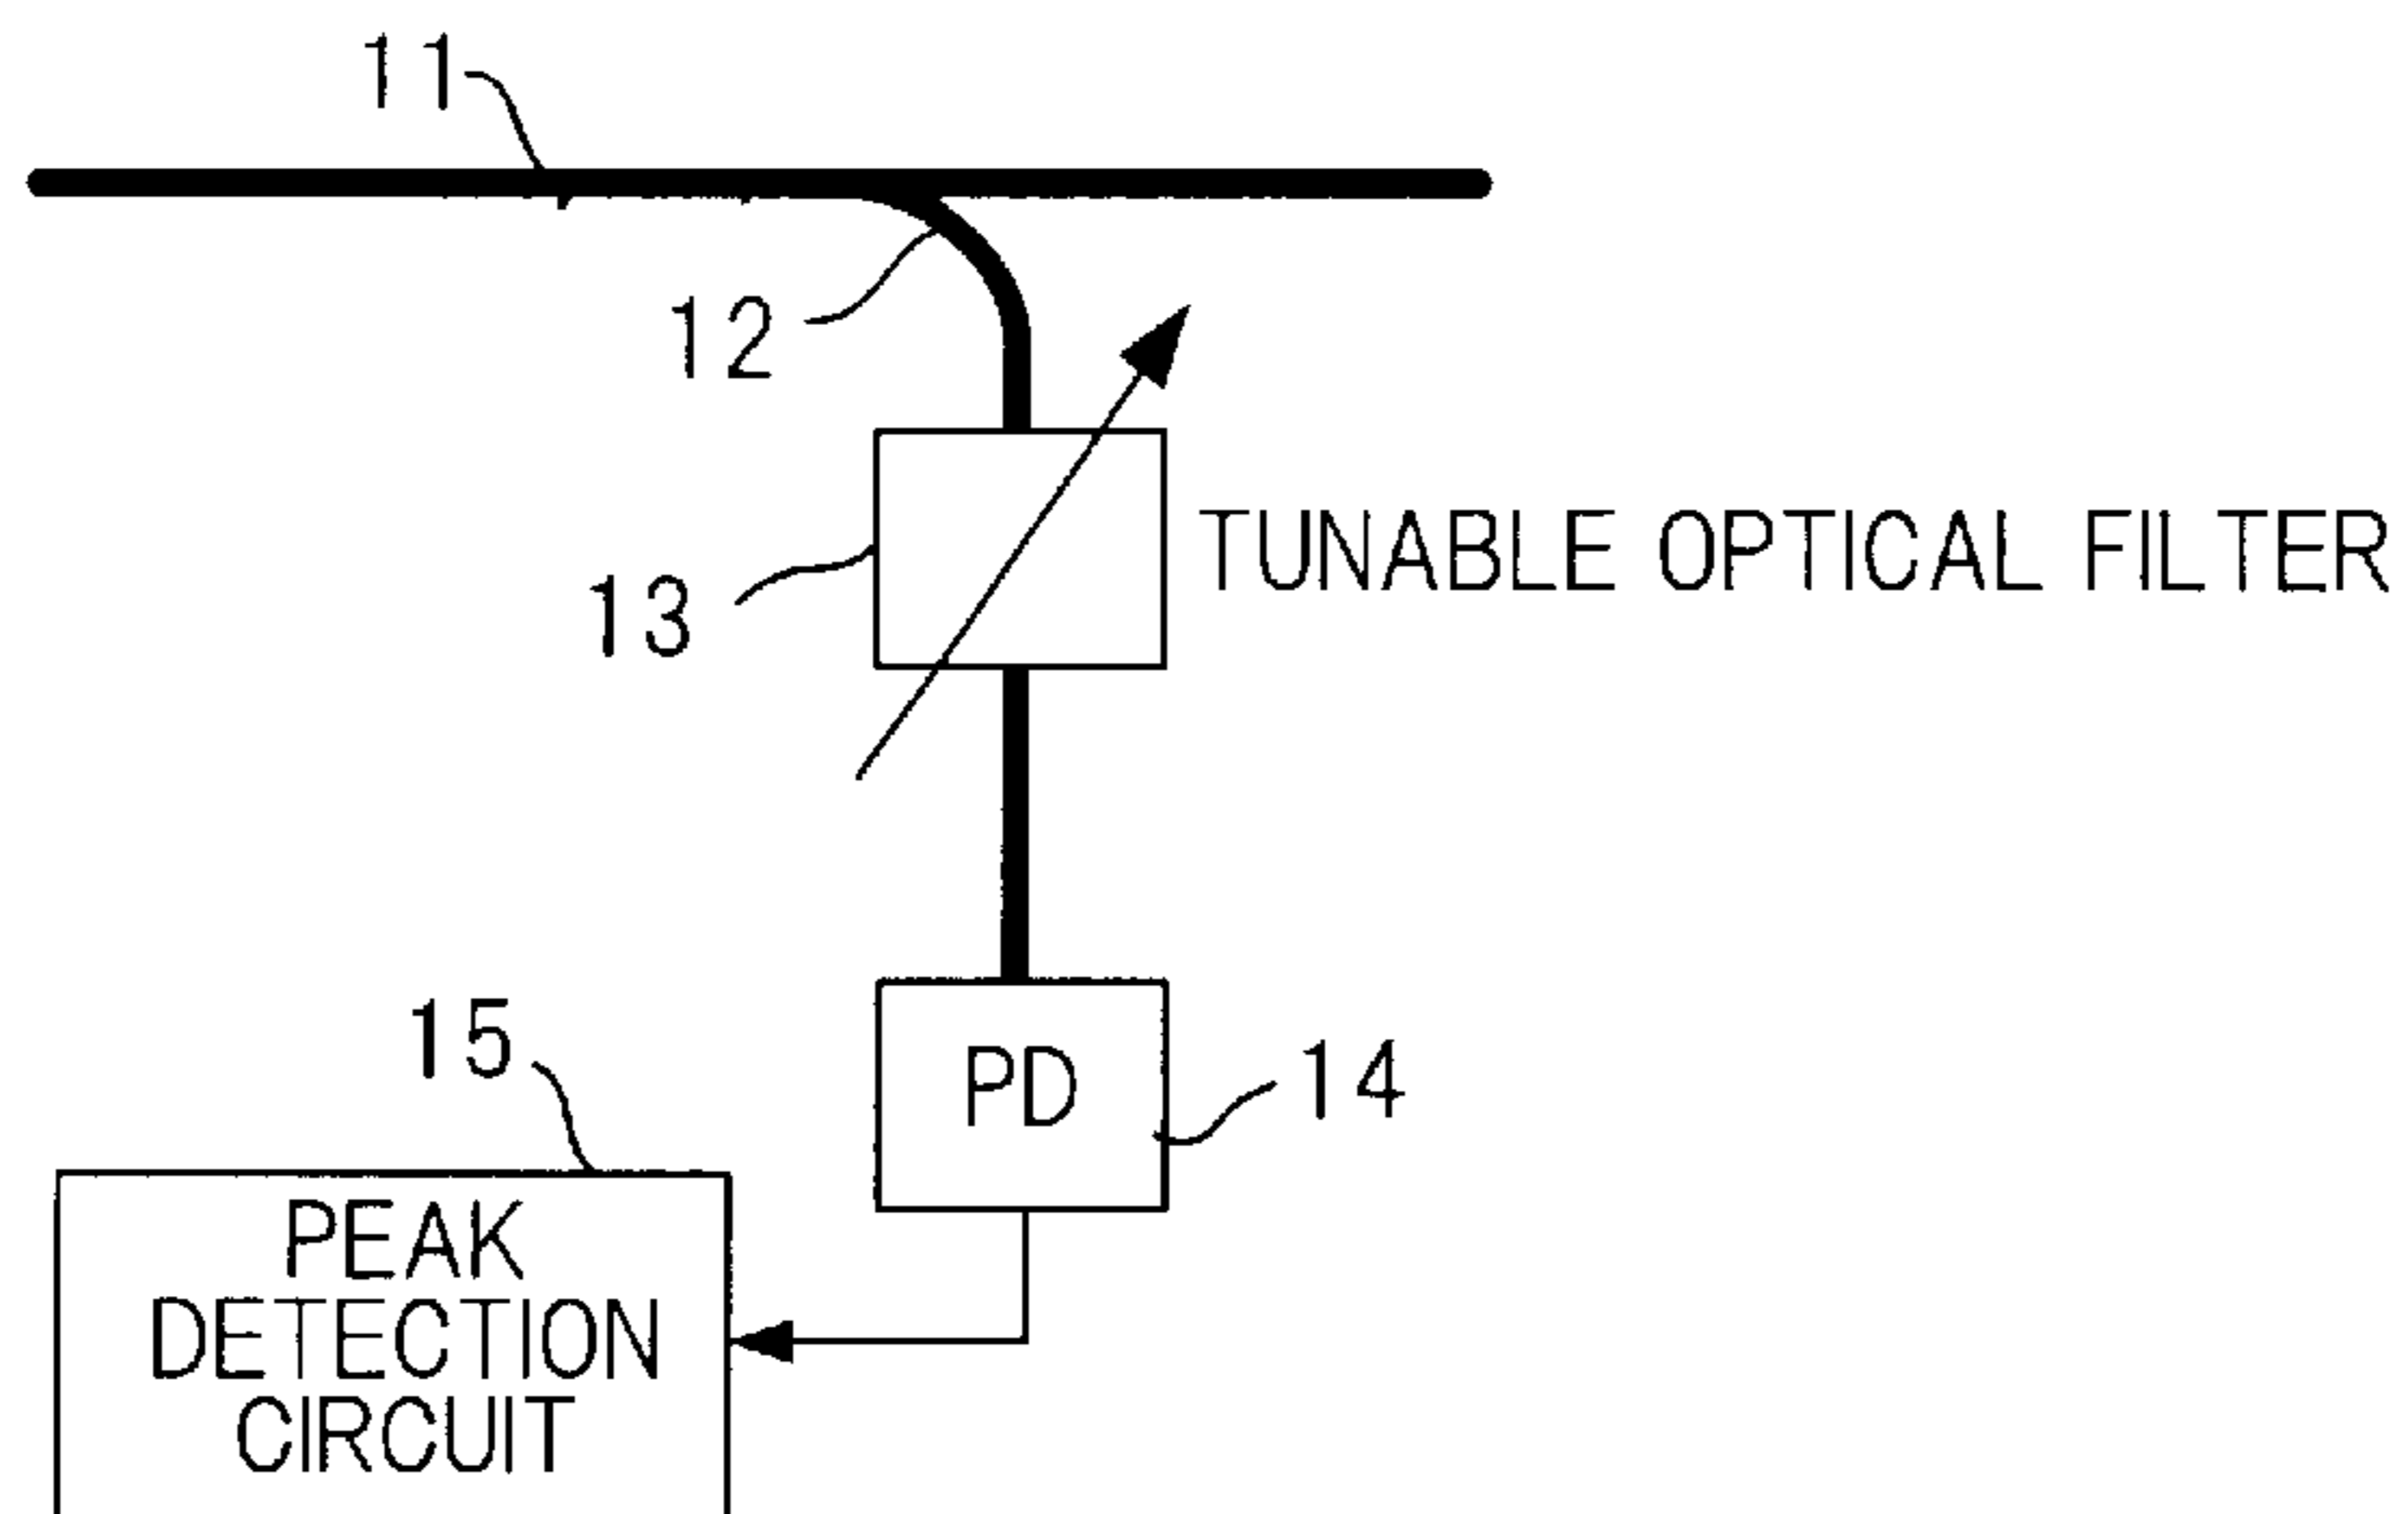 11
12
13
TUNABLE OPTICAL FILTER
15
PD
14
PEAK
DETECTION
CIRCUIT